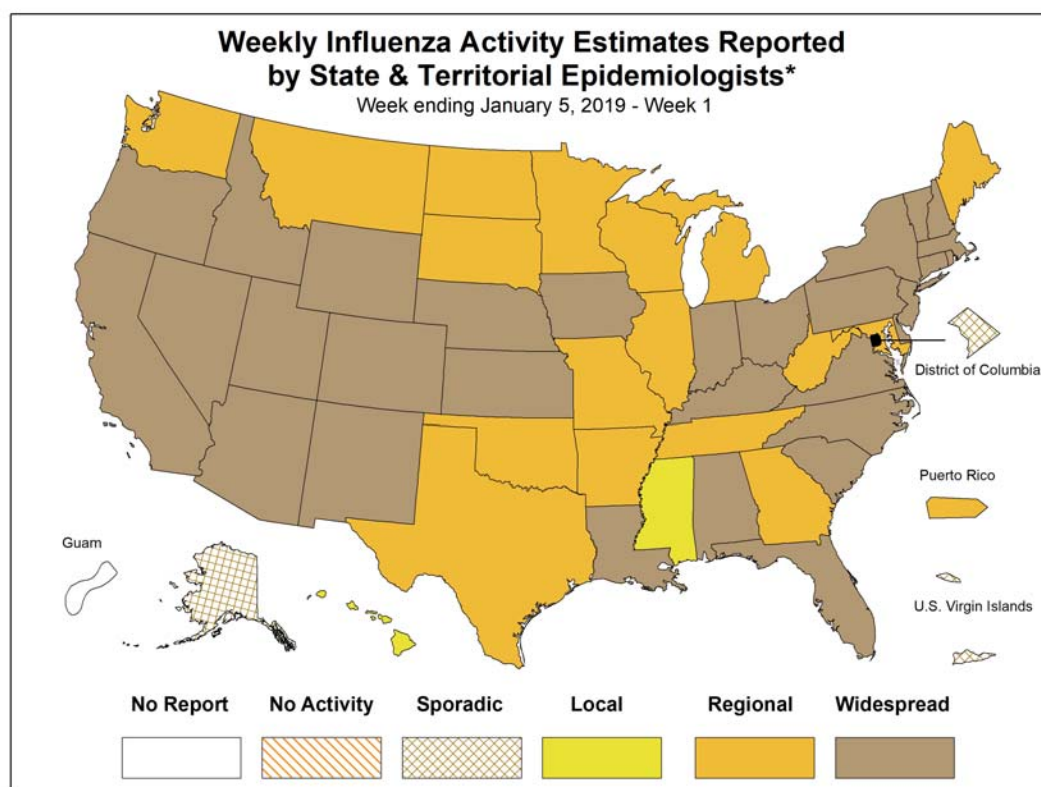 Weekly Influenza Activity Estimates Reported
by State & Territorial Epidemiologists*
Week ending January 5, 2019 - Week 1
District of Columbia
Puerto Rico
Guam
U.S. Virgin Islands
No Report No Activity Sporadic Local Regional Widespread